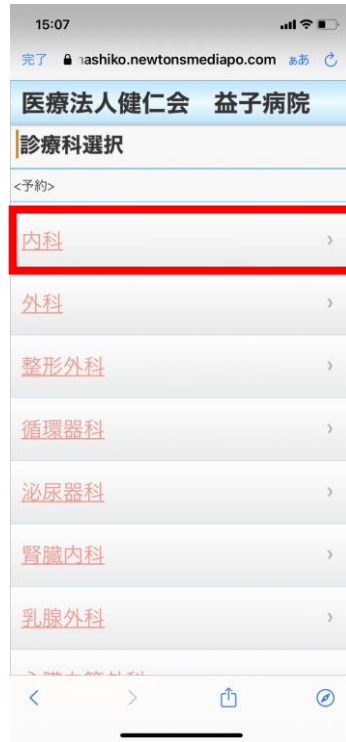 15:07
完了 ashiko.newtonsmediapo.com ぁあ
医療法人健仁会 益子病院
診療科選択
<予約>
内科
外科
整形外科
循環器科
泌尿器科
腎臓内科
乳腺外科